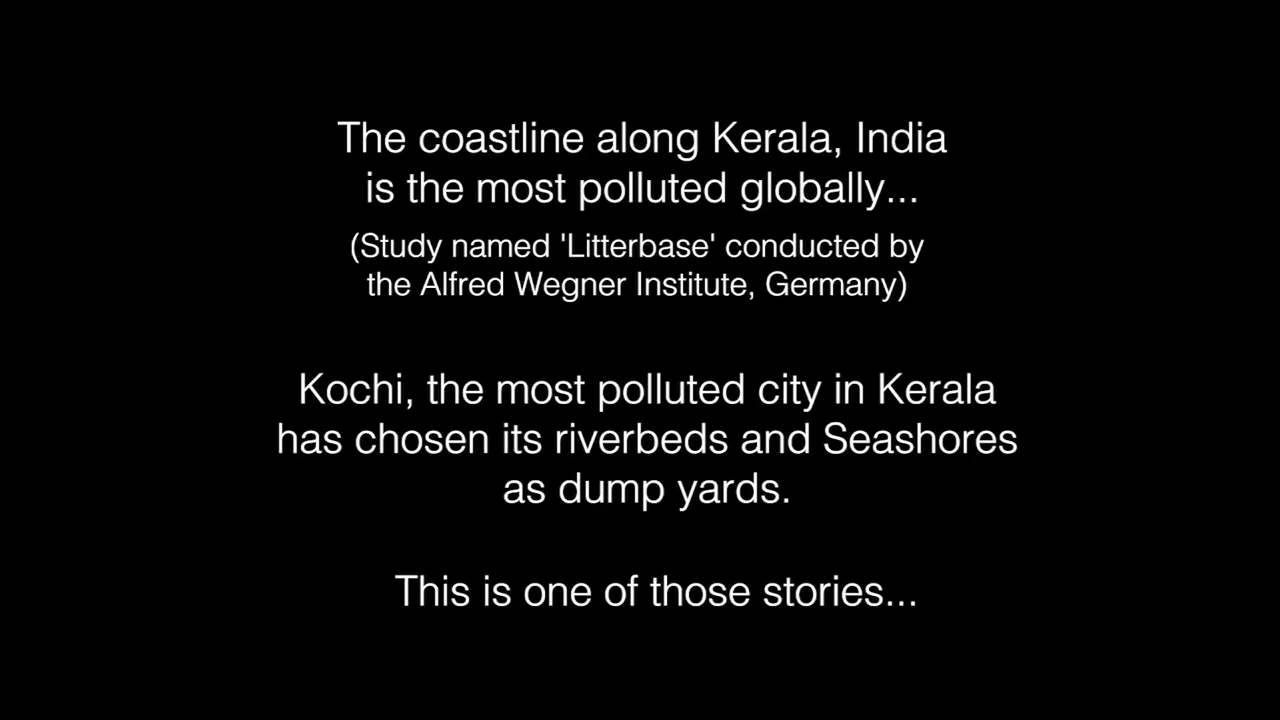 The coastline along Kerala, India
is the most polluted globally...
(Study named 'Litterbase' conducted by
the Alfred Wegner Institute, Germany)
Kochi, the most polluted city in Kerala
has chosen its riverbeds and Seashores
as dump yards.
This is one of those stories...